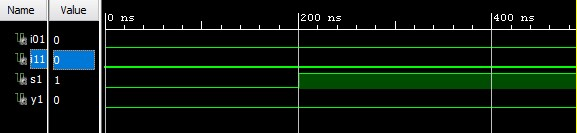 Name Value 0 ns 200 ns 400 ns
i01 0
i11 0
s1 1
y1 0